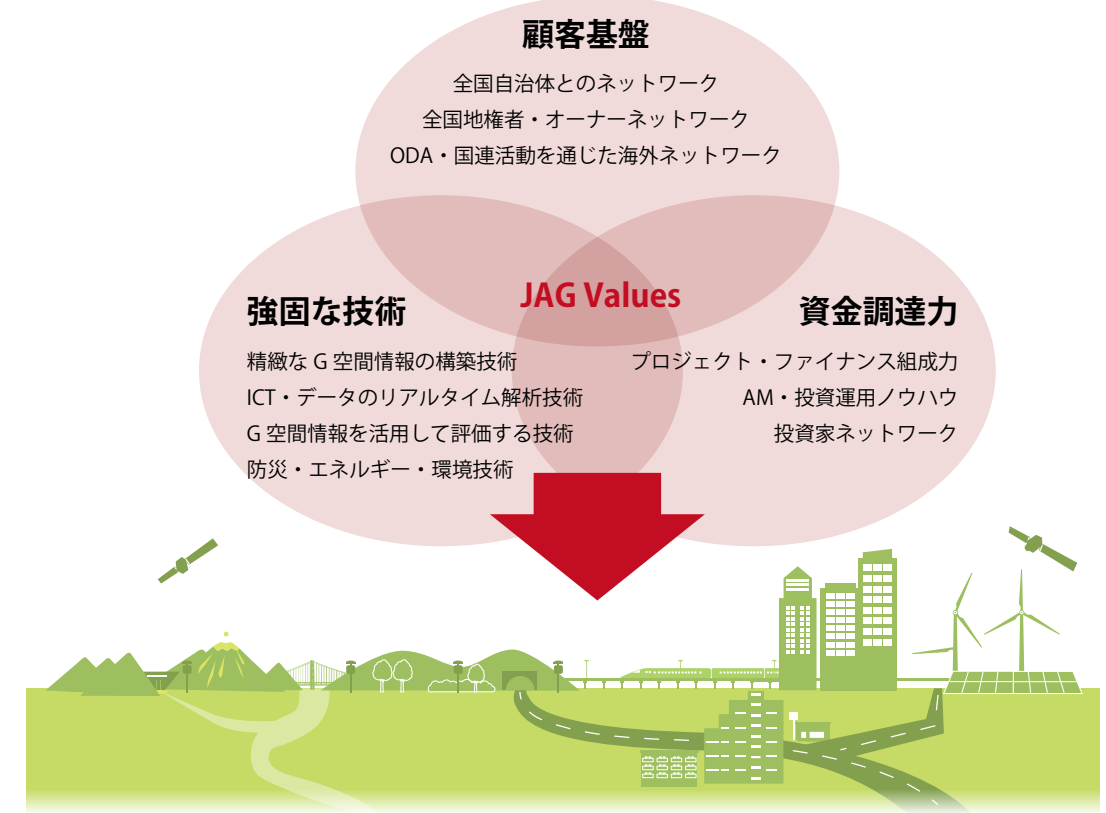 顧客基盤
全国自治体とのネットワーク
全国地権者・オーナーネットワーク
ODA・国連活動を通じた海外ネットワーク
JAG Values
強固な技術
精緻な G 空間情報の構築技術
ICT・データのリアルタイム解析技術
G 空間情報を活用して評価する技術
防災・エネルギー・環境技術
資金調達力
プロジェクト・ファイナンス組成力
AM・投資運用ノウハウ
投資家ネットワーク